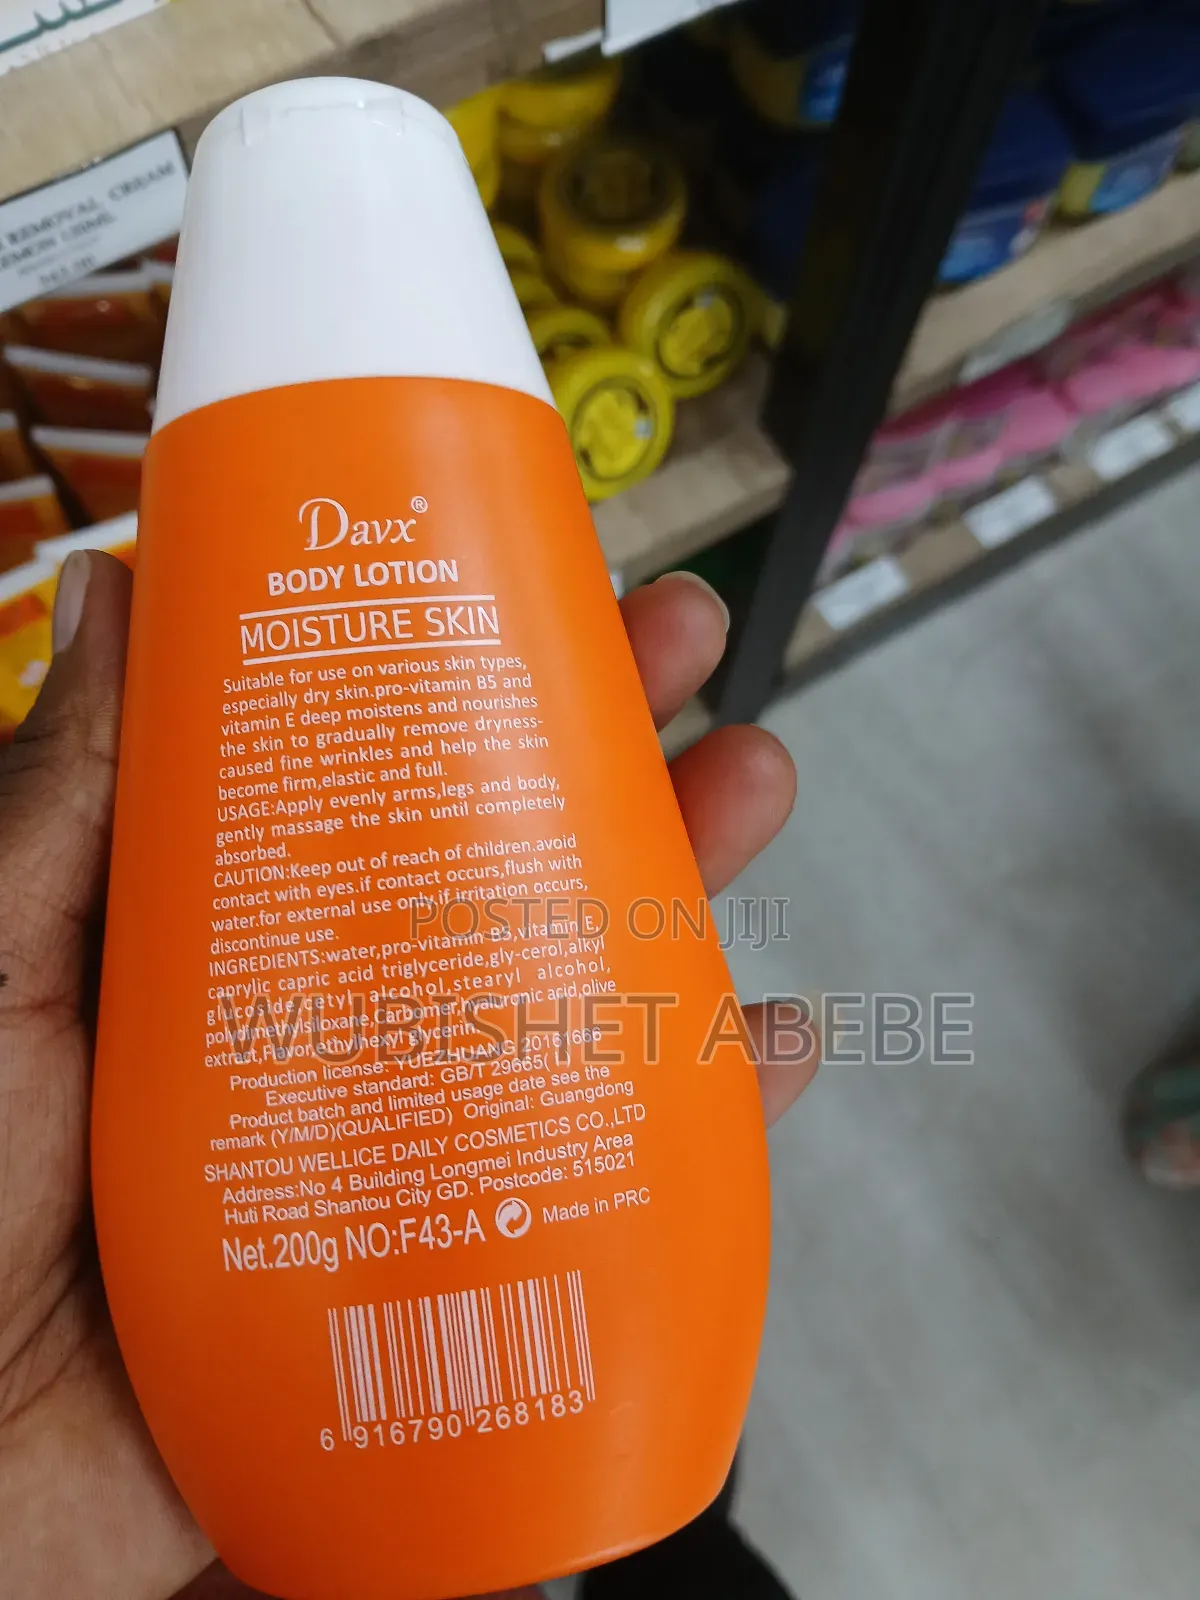 REMOVAL CREAM
LEMON 120ML
Davx®
BODY LOTION
MOISTURE SKIN
Suitable for use on various skin types,
especially dry skin.pro-vitamin B5 and
vitamin E deep moistens and nourishes
the skin to gradually remove dryness-
caused fine wrinkles and help the skin
become firm,elastic and full.
USAGE:Apply evenly arms,legs and body,
gently massage the skin until completely
absorbed.
CAUTION:Keep out of reach of children.avoid
contact with eyes.if contact occurs,flush with
water.for external use only,if irritation occurs,
discontinue use.
INGREDIENTS:water,pro-vitamin B5,vitamin E,
caprylic capric acid triglyceride,gly-cerol,alkyl
glucoside,cetyl alcohol,stearyl alcohol,
polydimethylsiloxane,Carbomer,hyaluronic acid,olive
extract,Flavor,ethylhexyl glycerin.
Production license: YUEZHUANG 20161666
Executive standard: GB/T 29665(1)
Product batch and limited usage date see the
remark (Y/M/D)(QUALIFIED) Original: Guangdong
SHANTOU WELLICE DAILY COSMETICS CO.,LTD
Address:No 4 Building Longmei Industry Area
Huti Road Shantou City GD. Postcode: 515021
Net.200g NO:F43-A Made in PRC
6 916790 268183
POSTED ON JIJI
WUBISHET ABEBE